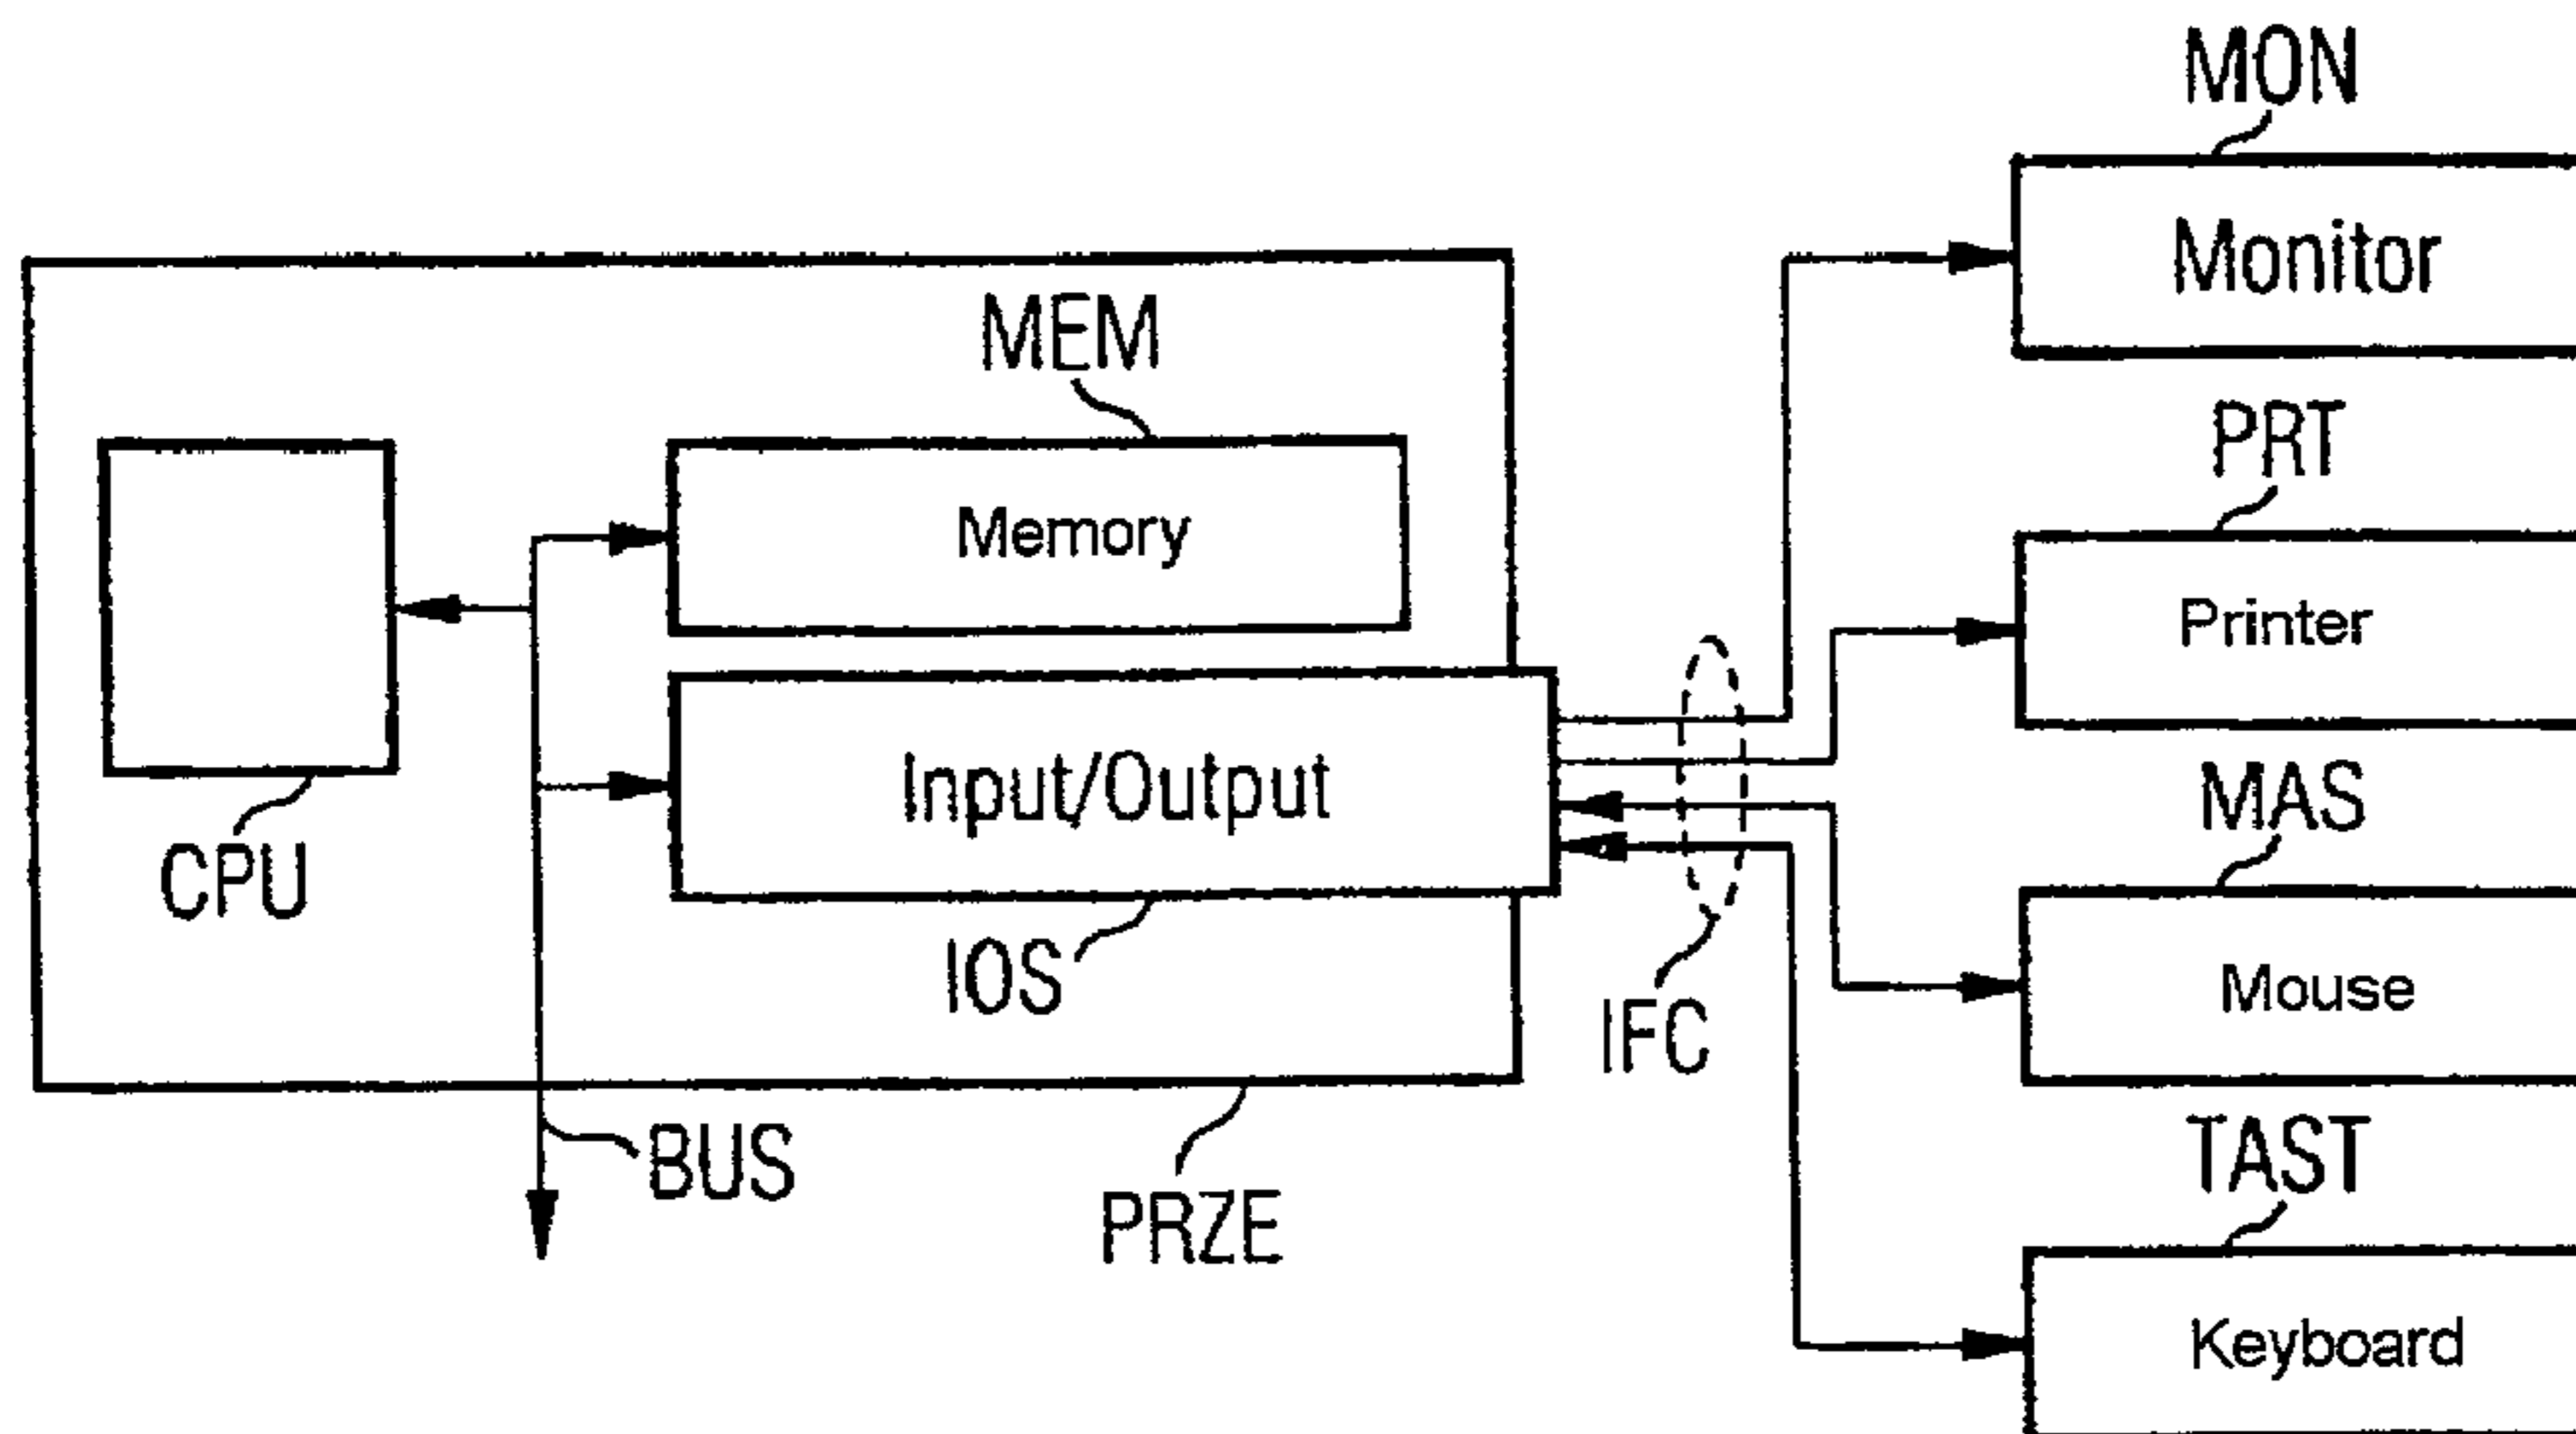 MON
Monitor
MEM
Memory
PRT
Printer
Input/Output
MAS
Mouse
CPU
IOS
IFC
BUS
PRZE
TAST
Keyboard